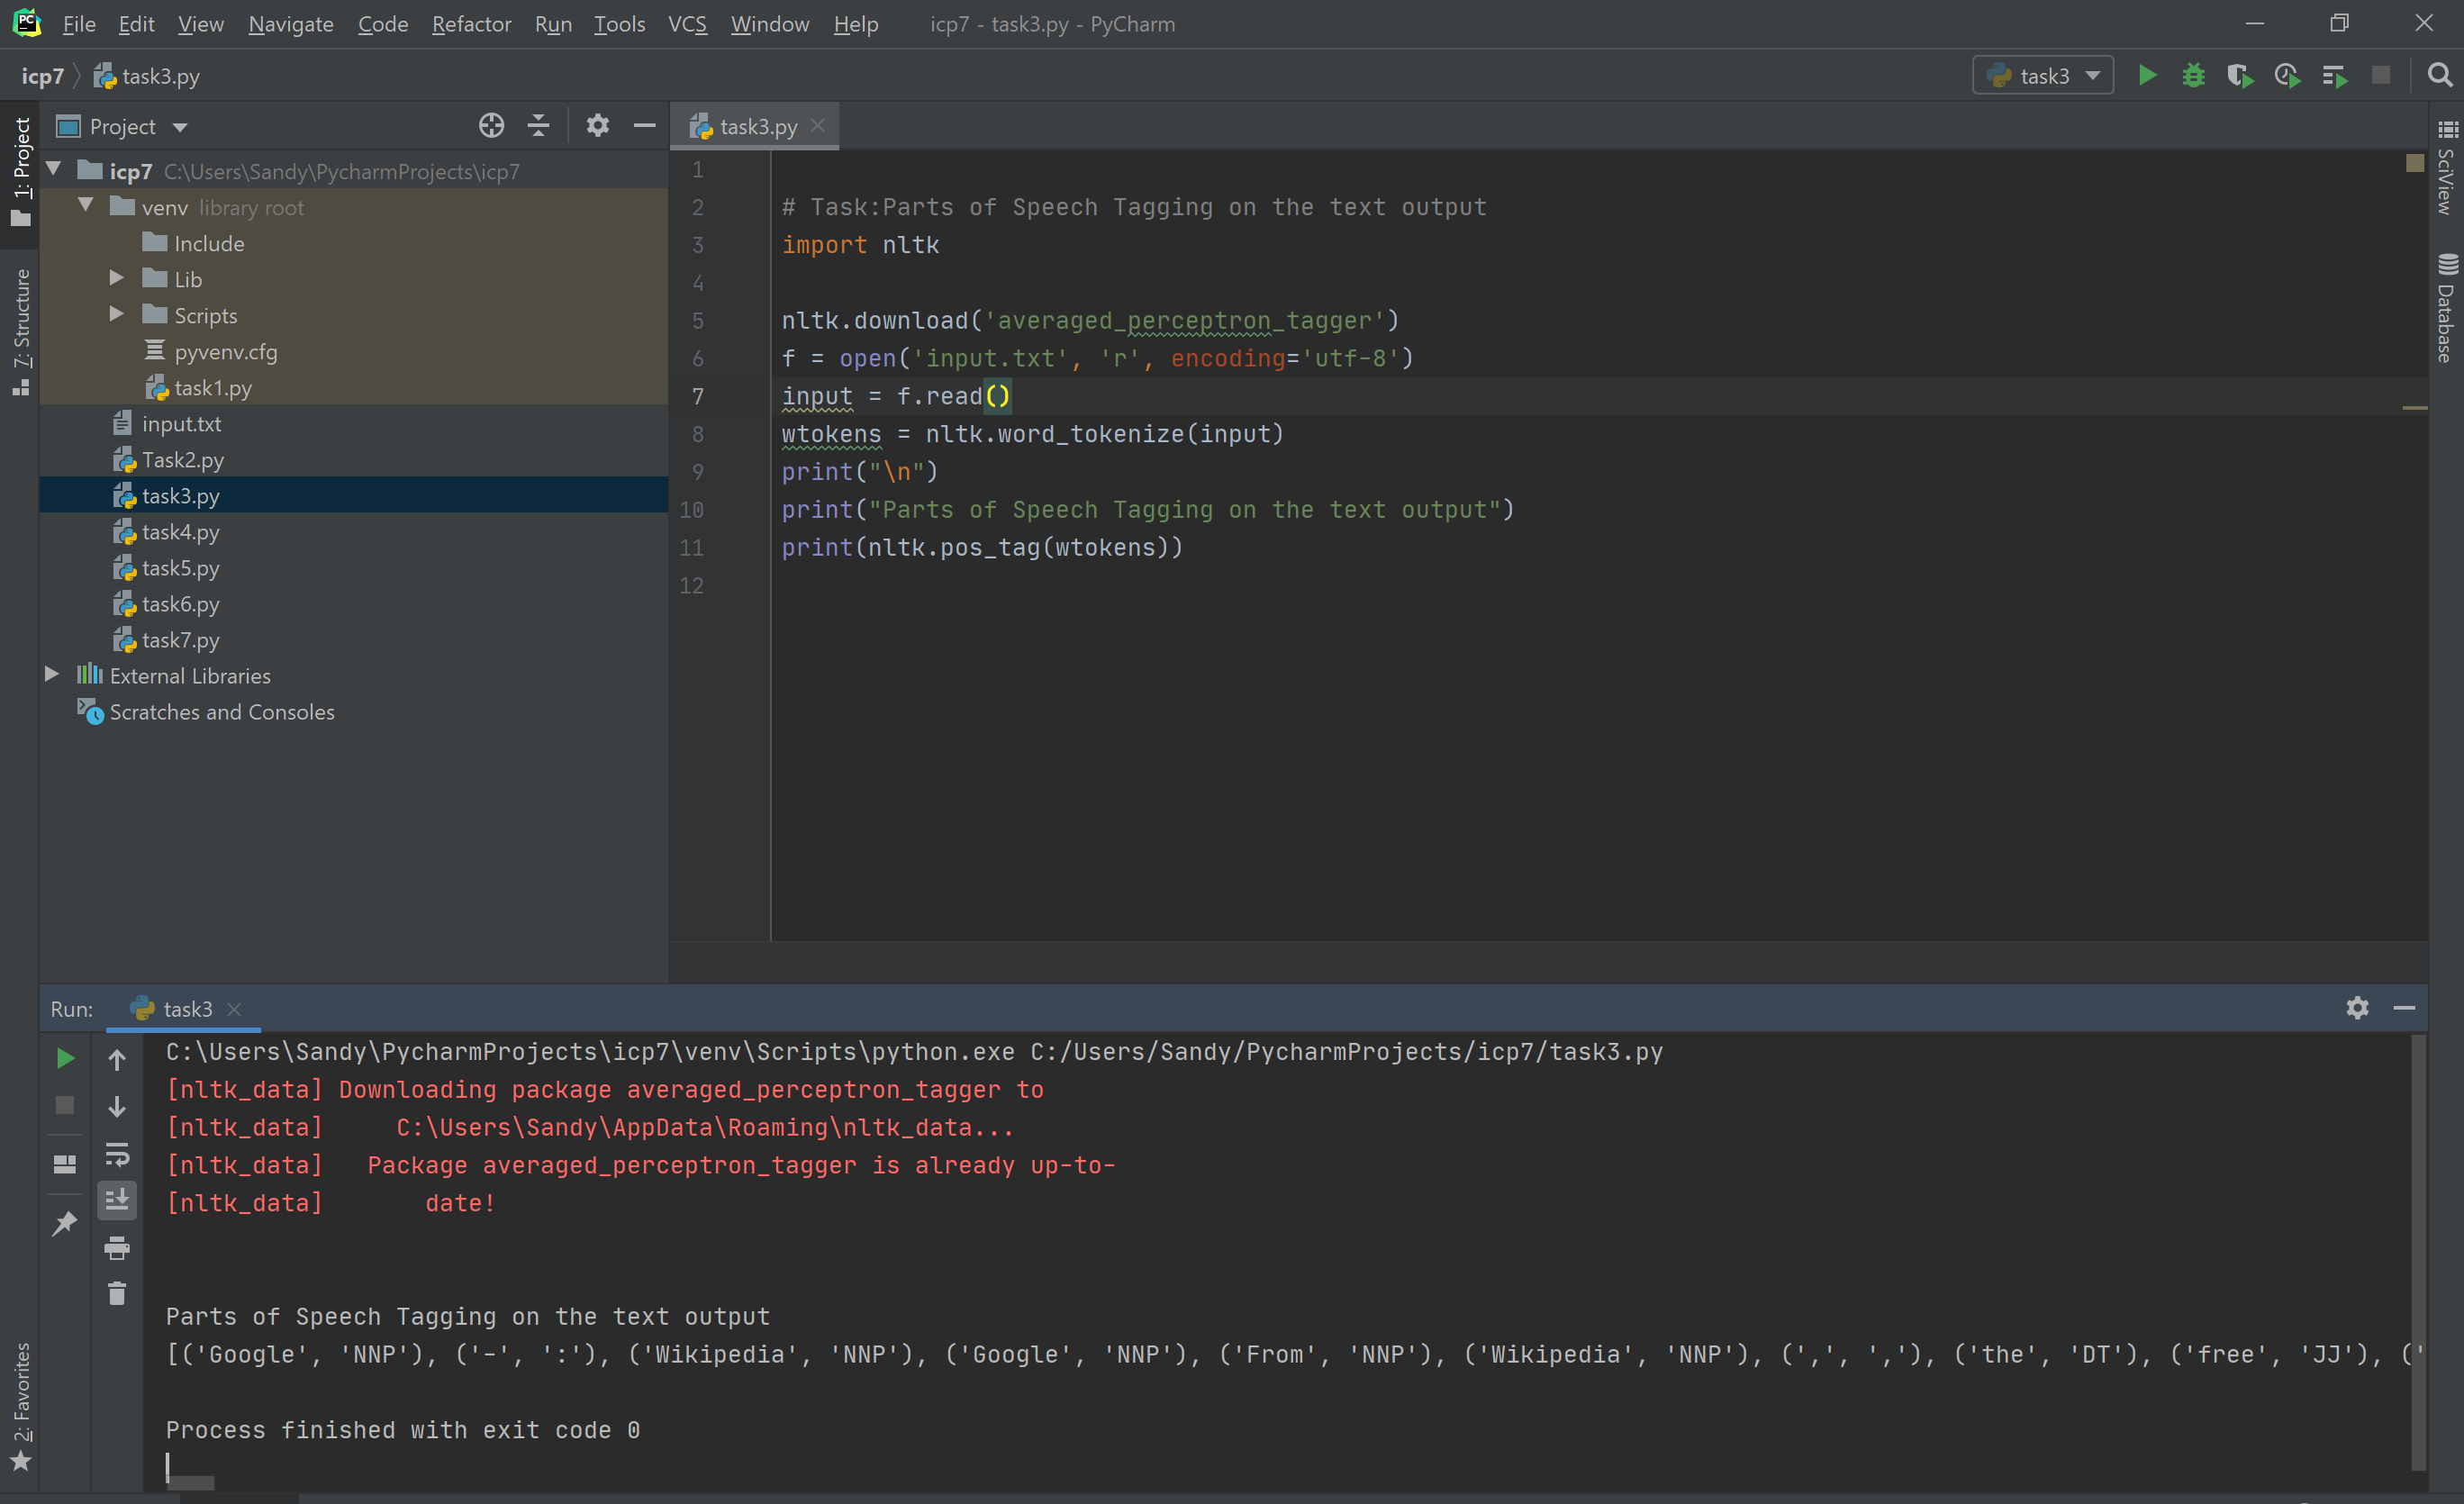 File Edit View Navigate Code Refactor Run Tools VCS Window Help icp7 - task3.py - PyCharm
icp7 task3.py task3
1: Project
7: Structure
2: Favorites
Project
icp7 C:\Users\Sandy\PycharmProjects\icp7
venv library root
Include
Lib
Scripts
pyvenv.cfg
task1.py
input.txt
Task2.py
task3.py
task4.py
task5.py
task6.py
task7.py
External Libraries
Scratches and Consoles
task3.py
1
2 # Task:Parts of Speech Tagging on the text output
3 import nltk
4
5 nltk.download('averaged_perceptron_tagger')
6 f = open('input.txt', 'r', encoding='utf-8')
7 input = f.read()
8 wtokens = nltk.word_tokenize(input)
9 print("\n")
10 print("Parts of Speech Tagging on the text output")
11 print(nltk.pos_tag(wtokens))
12
SciView
Database
Run: task3
C:\Users\Sandy\PycharmProjects\icp7\venv\Scripts\python.exe C:/Users/Sandy/PycharmProjects/icp7/task3.py
[nltk_data] Downloading package averaged_perceptron_tagger to
[nltk_data]     C:\Users\Sandy\AppData\Roaming\nltk_data...
[nltk_data]   Package averaged_perceptron_tagger is already up-to-
[nltk_data]       date!
Parts of Speech Tagging on the text output
[('Google', 'NNP'), ('-', ':'), ('Wikipedia', 'NNP'), ('Google', 'NNP'), ('From', 'NNP'), ('Wikipedia', 'NNP'), (',', ','), ('the', 'DT'), ('free', 'JJ'), ('
Process finished with exit code 0